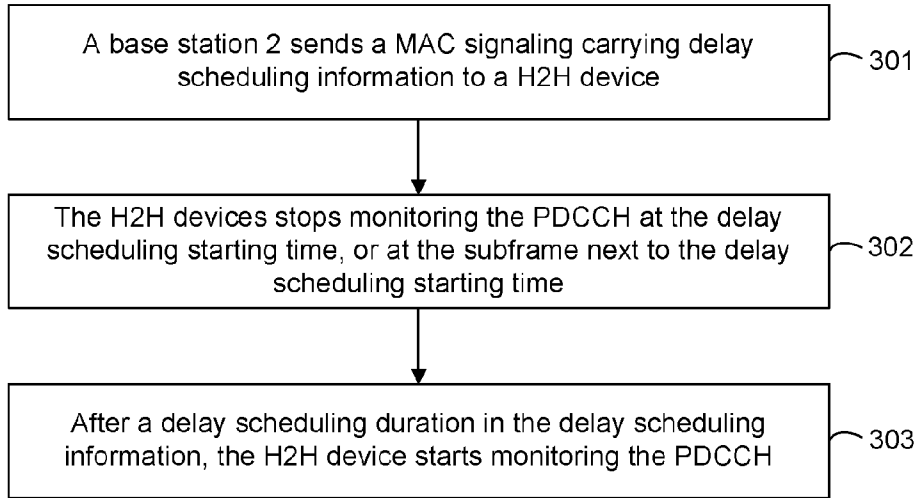 A base station 2 sends a MAC signaling carrying delay
scheduling information to a H2H device
301
The H2H devices stops monitoring the PDCCH at the delay
scheduling starting time, or at the subframe next to the delay
scheduling starting time
302
After a delay scheduling duration in the delay scheduling
information, the H2H device starts monitoring the PDCCH
303